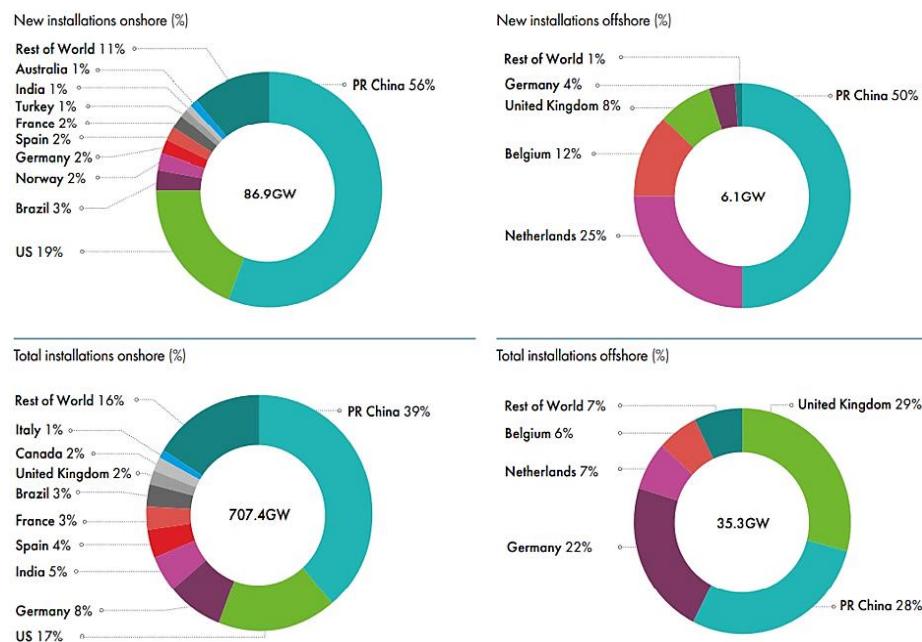 New installations onshore (%)
Rest of World 11%
Australia 1%
India 1%
Turkey 1%
France 2%
Spain 2%
Germany 2%
Norway 2%
Brazil 3%
US 19%
PR China 56%
86.9GW
New installations offshore (%)
Rest of World 1%
Germany 4%
United Kingdom 8%
Belgium 12%
Netherlands 25%
PR China 50%
6.1GW
Total installations onshore (%)
Rest of World 16%
Italy 1%
Canada 2%
United Kingdom 2%
Brazil 3%
France 3%
Spain 4%
India 5%
Germany 8%
US 17%
PR China 39%
707.4GW
Total installations offshore (%)
Rest of World 7%
Belgium 6%
Netherlands 7%
Germany 22%
United Kingdom 29%
PR China 28%
35.3GW